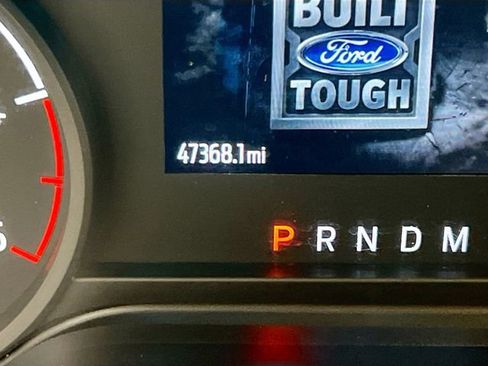 BUILT
Ford
TOUGH
47368.1mi
P R N D M